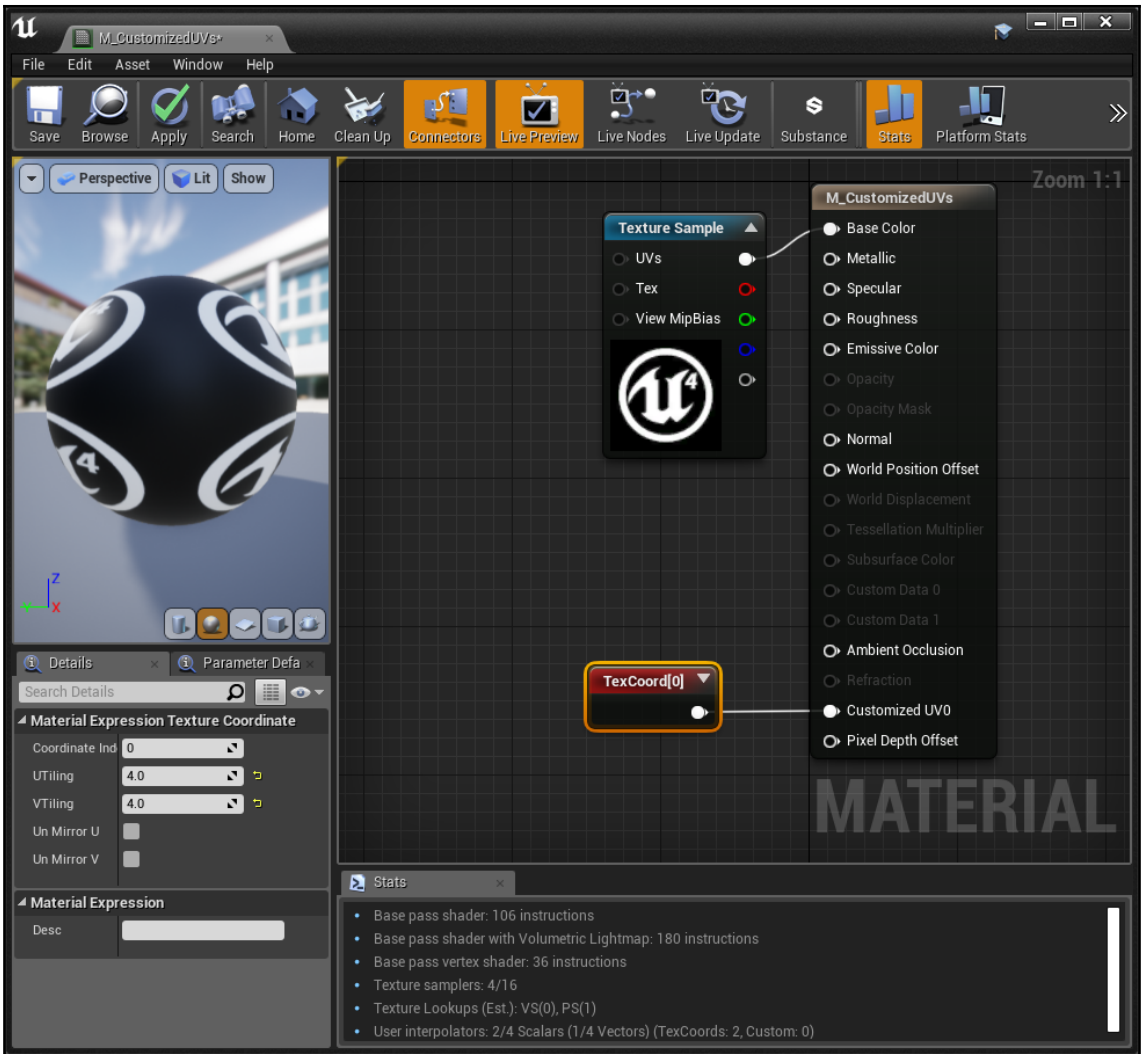 M_CustomizedUVs*
File Edit Asset Window Help
Save Browse Apply Search Home Clean Up Connectors Live Preview Live Nodes Live Update Substance Stats Platform Stats
Perspective Lit Show
Zoom 1:1
M_CustomizedUVs
Texture Sample
Base Color
UVs
Metallic
Tex
Specular
View MipBias
Roughness
Emissive Color
Opacity
Opacity Mask
Normal
World Position Offset
World Displacement
Tessellation Multiplier
Subsurface Color
Custom Data 0
Custom Data 1
Ambient Occlusion
Refraction
Customized UV0
Pixel Depth Offset
TexCoord[0]
MATERIAL
Z
X
Details
Parameter Defa
Search Details
Material Expression Texture Coordinate
Coordinate Ind 0
UTiling 4.0
VTiling 4.0
Un Mirror U
Un Mirror V
Material Expression
Desc
Stats
Base pass shader: 106 instructions
Base pass shader with Volumetric Lightmap: 180 instructions
Base pass vertex shader: 36 instructions
Texture samplers: 4/16
Texture Lookups (Est.): VS(0), PS(1)
User interpolators: 2/4 Scalars (1/4 Vectors) (TexCoords: 2, Custom: 0)